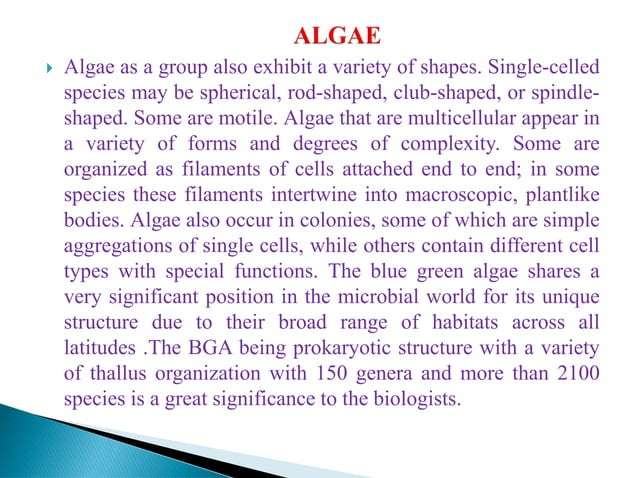 ALGAE
Algae as a group also exhibit a variety of shapes. Single-celled
species may be spherical, rod-shaped, club-shaped, or spindle-
shaped. Some are motile. Algae that are multicellular appear in
a variety of forms and degrees of complexity. Some are
organized as filaments of cells attached end to end; in some
species these filaments intertwine into macroscopic, plantlike
bodies. Algae also occur in colonies, some of which are simple
aggregations of single cells, while others contain different cell
types with special functions. The blue green algae shares a
very significant position in the microbial world for its unique
structure due to their broad range of habitats across all
latitudes .The BGA being prokaryotic structure with a variety
of thallus organization with 150 genera and more than 2100
species is a great significance to the biologists.